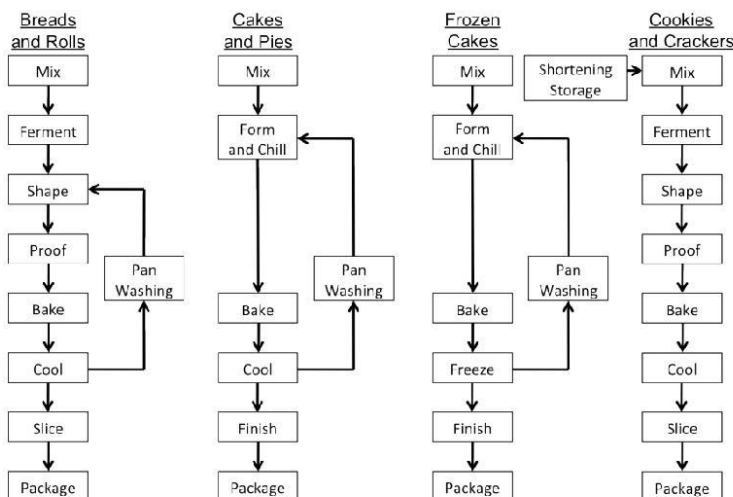 Breads
and Rolls
Mix
Ferment
Shape
Proof
Pan
Washing
Bake
Cool
Slice
Package
Cakes
and Pies
Mix
Form
and Chill
Pan
Washing
Bake
Cool
Finish
Package
Frozen
Cakes
Mix
Form
and Chill
Pan
Washing
Bake
Freeze
Finish
Package
Cookies
and Crackers
Shortening
Storage
Mix
Ferment
Shape
Proof
Bake
Cool
Slice
Package